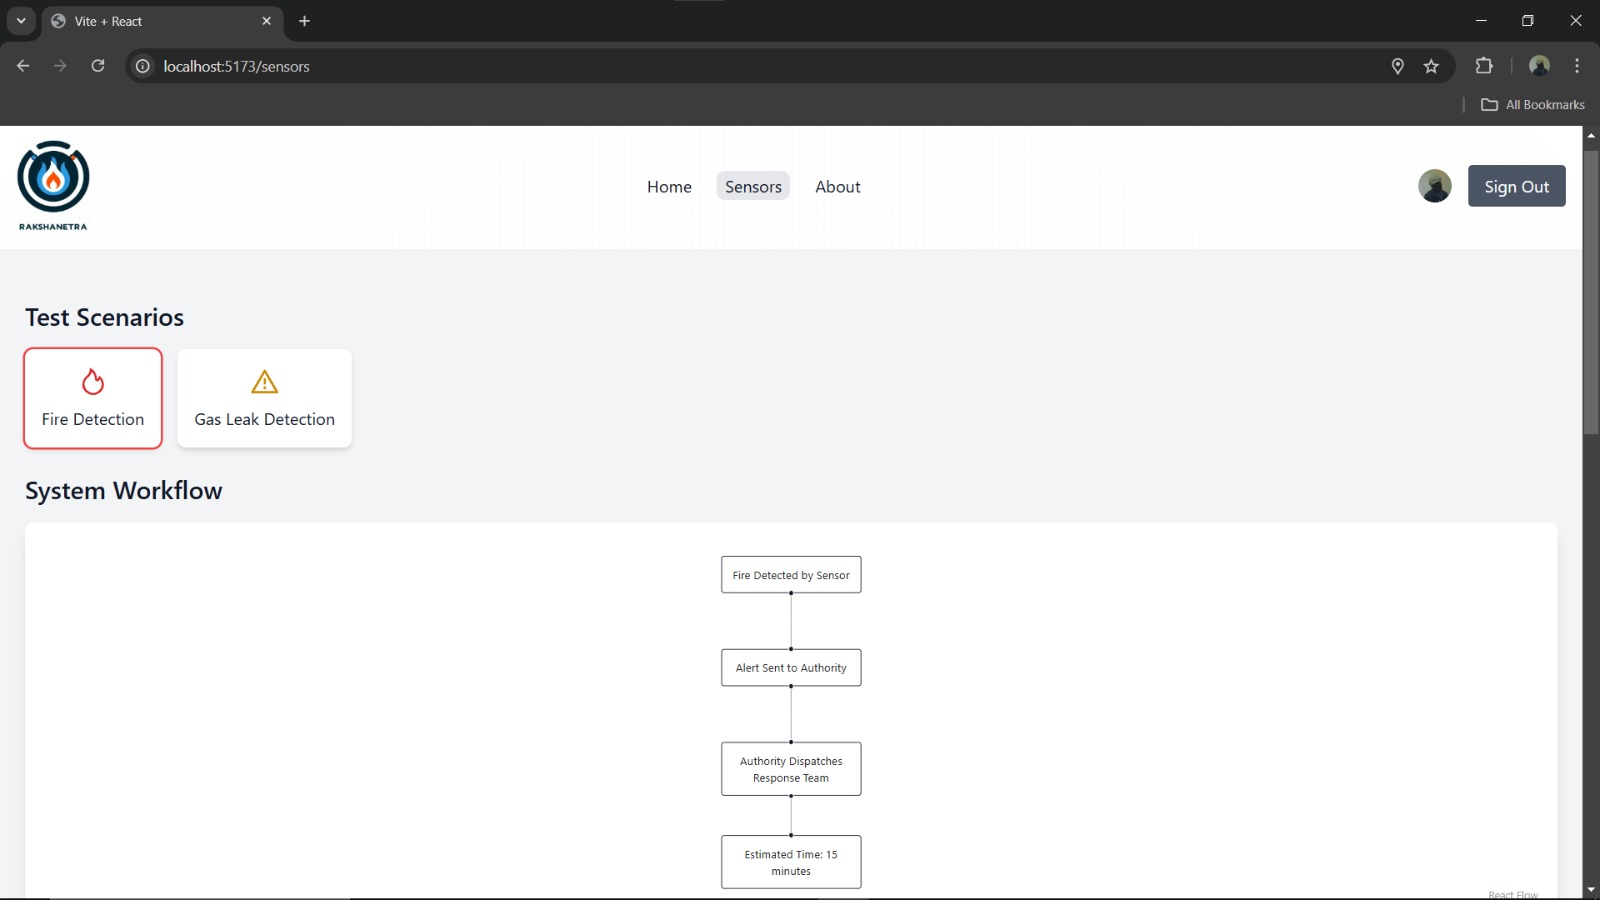 Vite + React
localhost:5173/sensors
All Bookmarks
RAKSHANETRA
Home
Sensors
About
Sign Out
Test Scenarios
Fire Detection
Gas Leak Detection
System Workflow
Fire Detected by Sensor
Alert Sent to Authority
Authority Dispatches
Response Team
Estimated Time: 15
minutes
React Flow